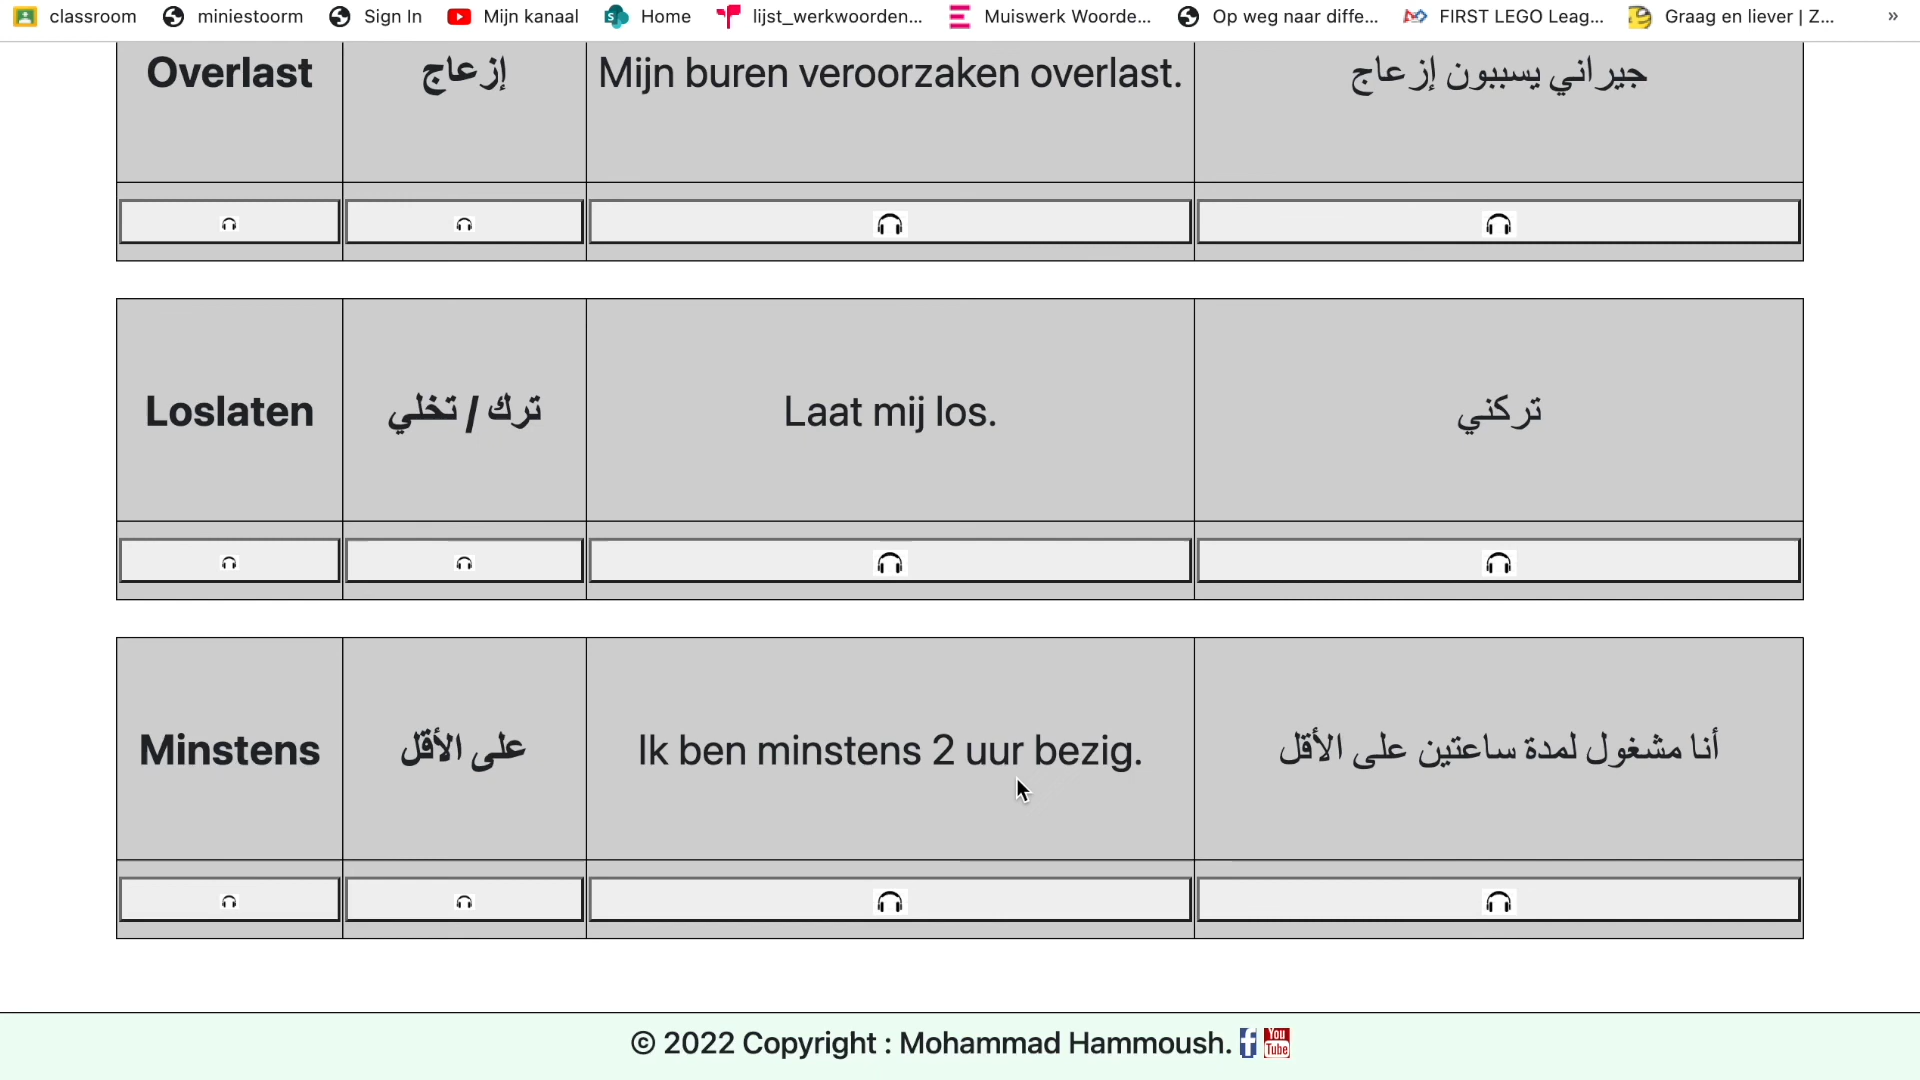 classroom miniestoorm Sign In Mijn kanaal Home lijst_werkwoorden... Muiswerk Woorde... Op weg naar diffe... FIRST LEGO Leag... Graag en liever | Z... »
Overlast إزعاج Mijn buren veroorzaken overlast. جيراني يسببون إزعاج
Loslaten ترك / تخلي Laat mij los. تركني
Minstens على الأقل Ik ben minstens 2 uur bezig. أنا مشغول لمدة ساعتين على الأقل
© 2022 Copyright : Mohammad Hammoush. f You Tube